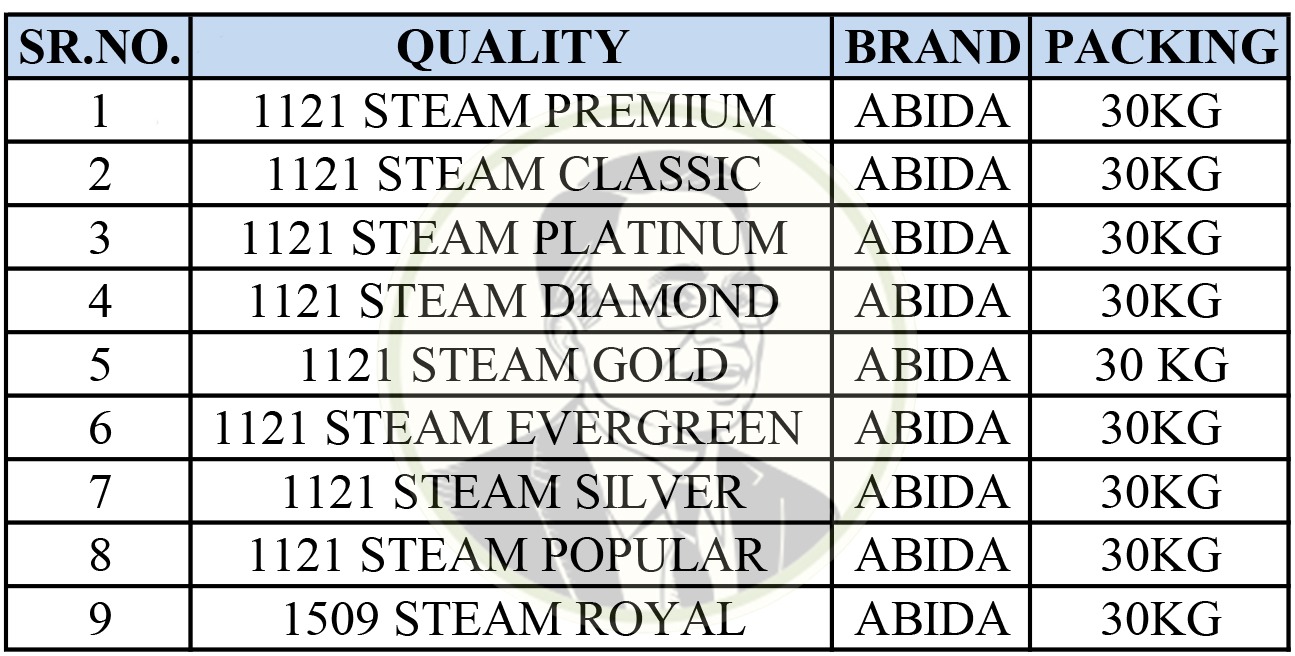 SR.NO. QUALITY BRAND PACKING
1 1121 STEAM PREMIUM ABIDA 30KG
2 1121 STEAM CLASSIC ABIDA 30KG
3 1121 STEAM PLATINUM ABIDA 30KG
4 1121 STEAM DIAMOND ABIDA 30KG
5 1121 STEAM GOLD ABIDA 30 KG
6 1121 STEAM EVERGREEN ABIDA 30KG
7 1121 STEAM SILVER ABIDA 30KG
8 1121 STEAM POPULAR ABIDA 30KG
9 1509 STEAM ROYAL ABIDA 30KG